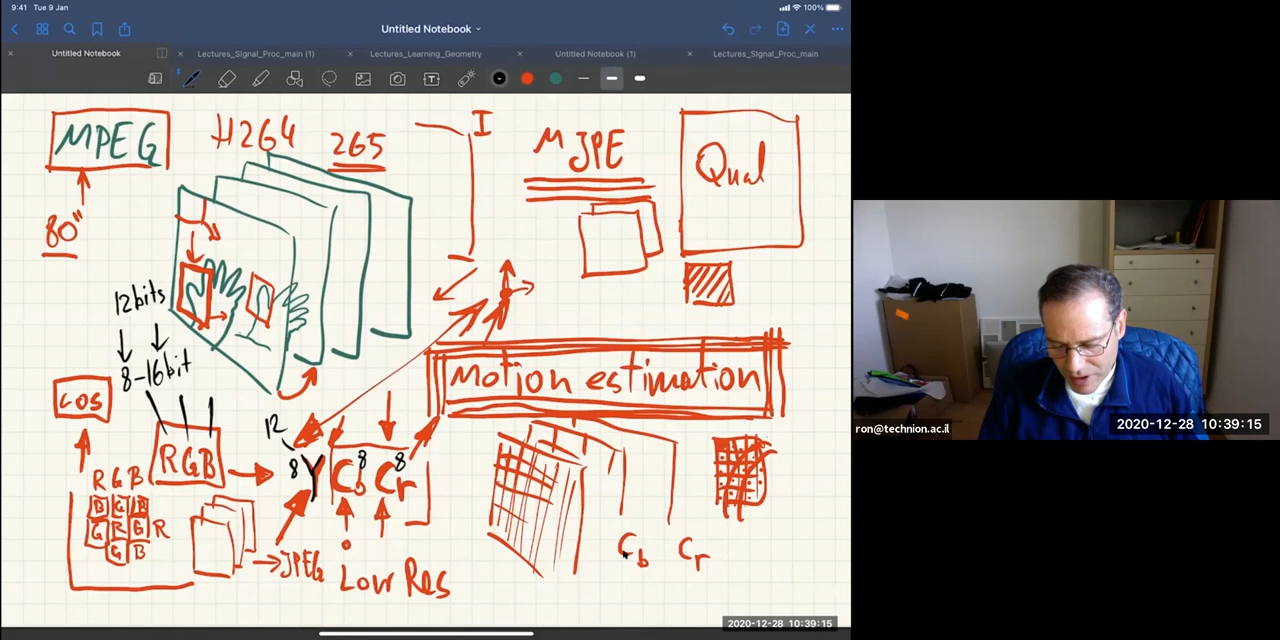 9:41 Tue 9 Jan
100%
Untitled Notebook
Untitled Notebook
Lectures_SIgnal_Proc_main (1)
Lectures_Learning_Geometry
Untitled Notebook (1)
Lectures_SIgnal_Proc_main
MPEG
H264
265
I
MJPE
Qual
80"
12bits
8-16bit
Motion estimation
COS
12
RGB
8 Y Cb 8 Cr 8
R G B
G R G R
G B
JPEG
Low Res
Cb
Cr
ron@technion.ac.il
2020-12-28 10:39:15
2020-12-28 10:39:15